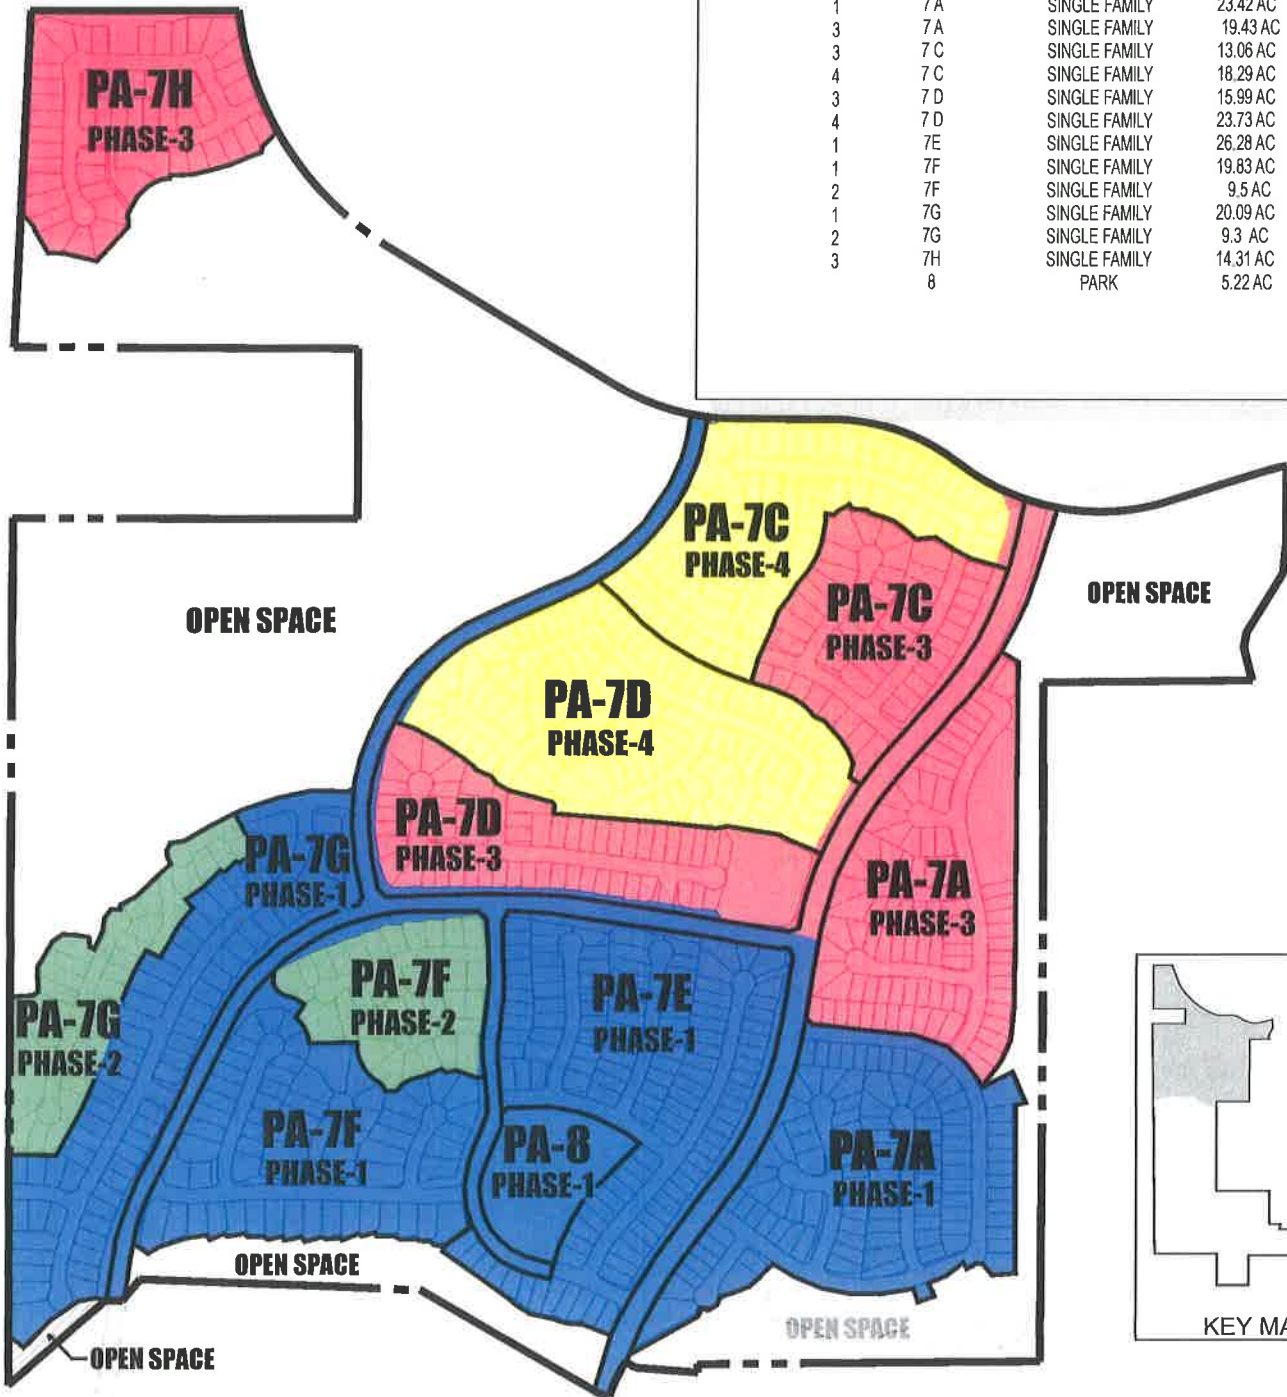 1 7A SINGLE FAMILY 23.42 AC
3 7A SINGLE FAMILY 19.43 AC
3 7C SINGLE FAMILY 13.06 AC
4 7C SINGLE FAMILY 18.29 AC
3 7D SINGLE FAMILY 15.99 AC
4 7D SINGLE FAMILY 23.73 AC
1 7E SINGLE FAMILY 26.28 AC
1 7F SINGLE FAMILY 19.83 AC
2 7F SINGLE FAMILY 9.5 AC
1 7G SINGLE FAMILY 20.09 AC
2 7G SINGLE FAMILY 9.3 AC
3 7H SINGLE FAMILY 14.31 AC
8 PARK 5.22 AC
PA-7H
PHASE-3
PA-7C
PHASE-4
PA-7C
PHASE-3
OPEN SPACE
OPEN SPACE
PA-7D
PHASE-4
PA-7D
PHASE-3
PA-7G
PHASE-1
PA-7A
PHASE-3
PA-7F
PHASE-2
PA-7E
PHASE-1
PA-7G
PHASE-2
PA-7F
PHASE-1
PA-8
PHASE-1
PA-7A
PHASE-1
OPEN SPACE
OPEN SPACE
OPEN SPACE
KEY MA